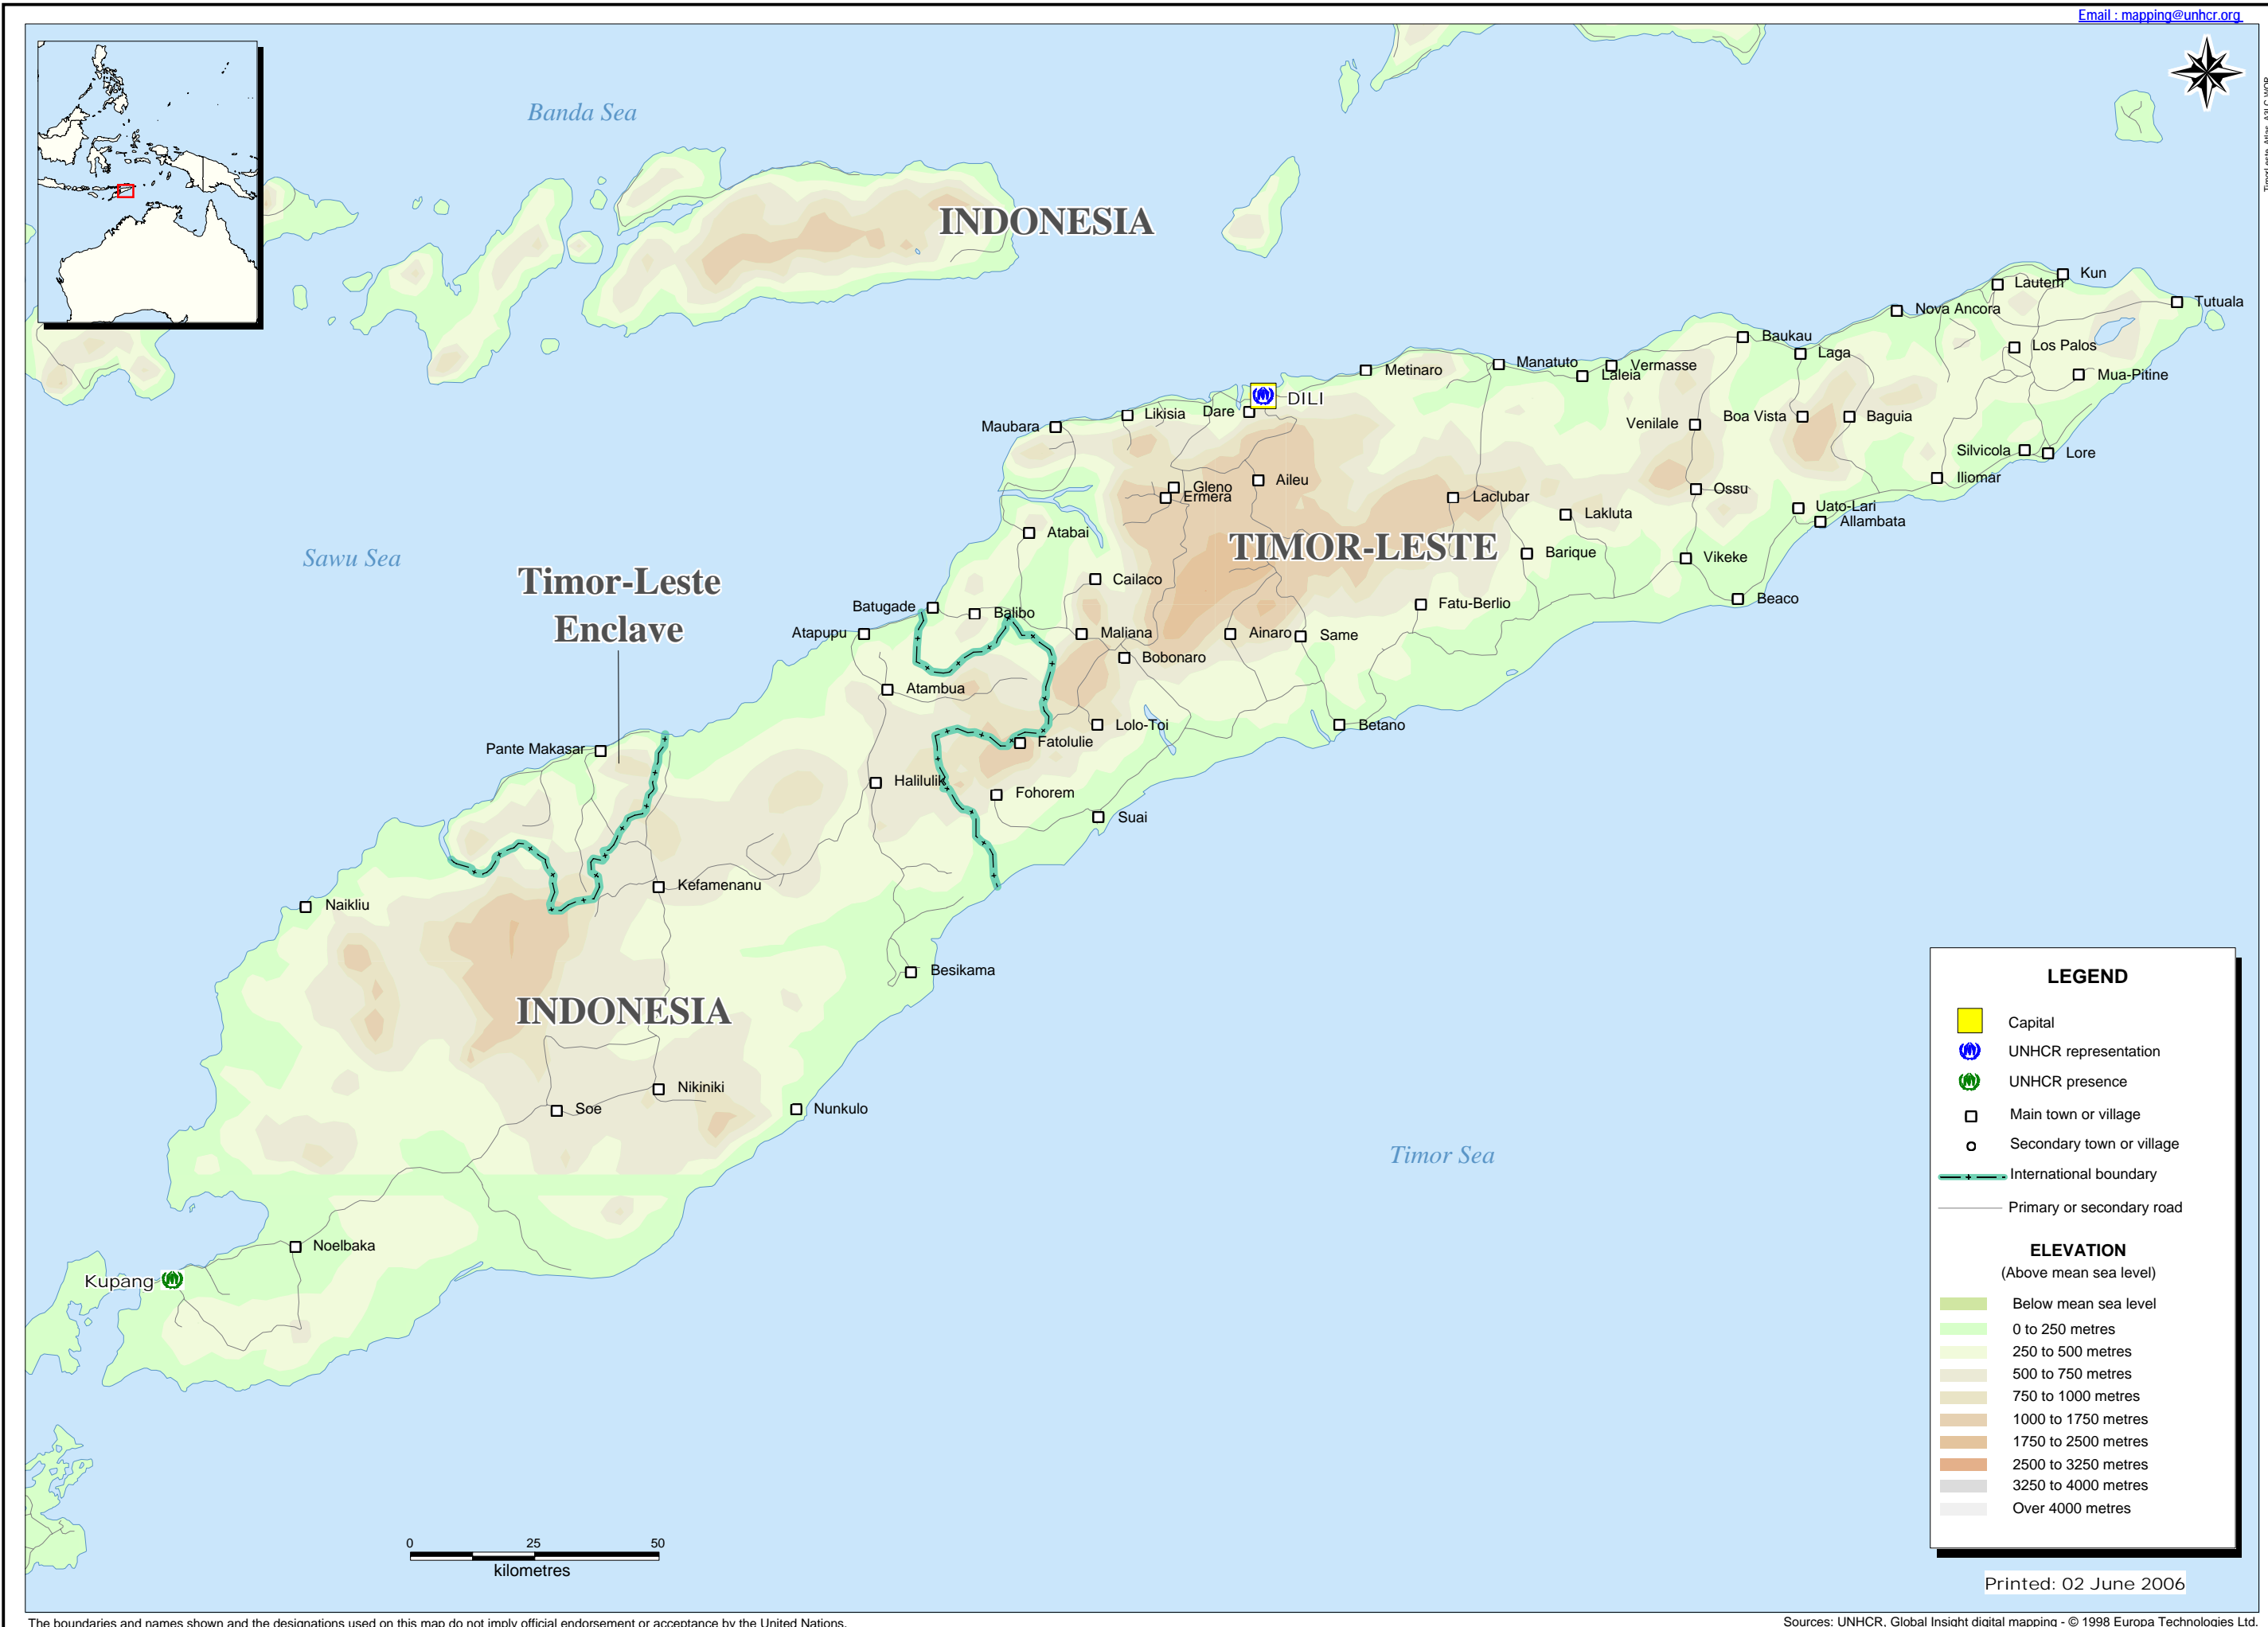 Email : mapping@unhcr.org
Banda Sea
INDONESIA
Kun
Lautem
Tutuala
Nova Ancora
Baukau
Los Palos
Laga
Manatuto
Vermasse
Metinaro
Laleia
Mua-Pitine
DILI
Dare
Likisia
Maubara
Venilale
Boa Vista
Baguia
Silvicola
Lore
Iliomar
Aileu
Gleno
Ermera
Laclubar
Ossu
Lakluta
Uato-Lari
Allambata
Atabai
TIMOR-LESTE
Sawu Sea
Barique
Vikeke
Timor-Leste
Enclave
Cailaco
Beaco
Batugade
Balibo
Fatu-Berlio
Atapupu
Maliana
Ainaro
Same
Bobonaro
Atambua
Lolo-Toi
Betano
Fatolulie
Pante Makasar
Halilulik
Fohorem
Suai
Kefamenanu
Naikliu
Besikama
INDONESIA
Nikiniki
Soe
Nunkulo
Timor Sea
Noelbaka
Kupang
LEGEND
Capital
UNHCR representation
UNHCR presence
Main town or village
Secondary town or village
International boundary
Primary or secondary road
ELEVATION
(Above mean sea level)
Below mean sea level
0 to 250 metres
250 to 500 metres
500 to 750 metres
750 to 1000 metres
1000 to 1750 metres
1750 to 2500 metres
2500 to 3250 metres
3250 to 4000 metres
Over 4000 metres
0 25 50
kilometres
Printed: 02 June 2006
The boundaries and names shown and the designations used on this map do not imply official endorsement or acceptance by the United Nations.
Sources: UNHCR, Global Insight digital mapping - © 1998 Europa Technologies Ltd.